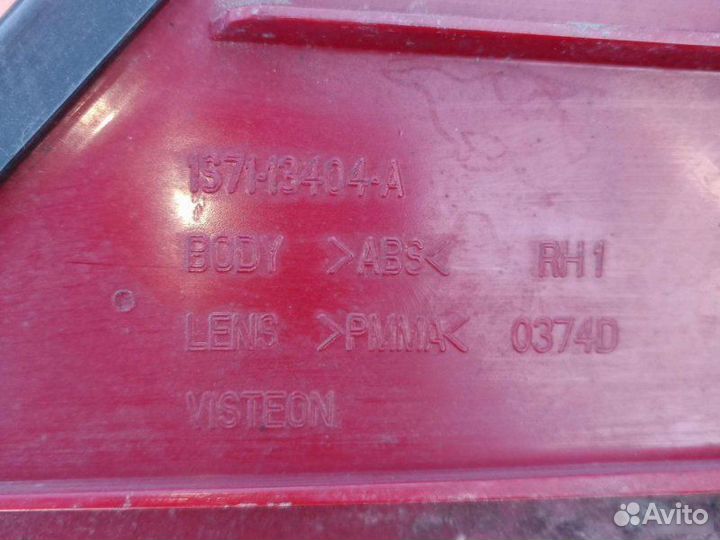 1S71-13404-A
BODY >ABS< RH1
LENS >PMMA< 0374D
VISTEON
Avito